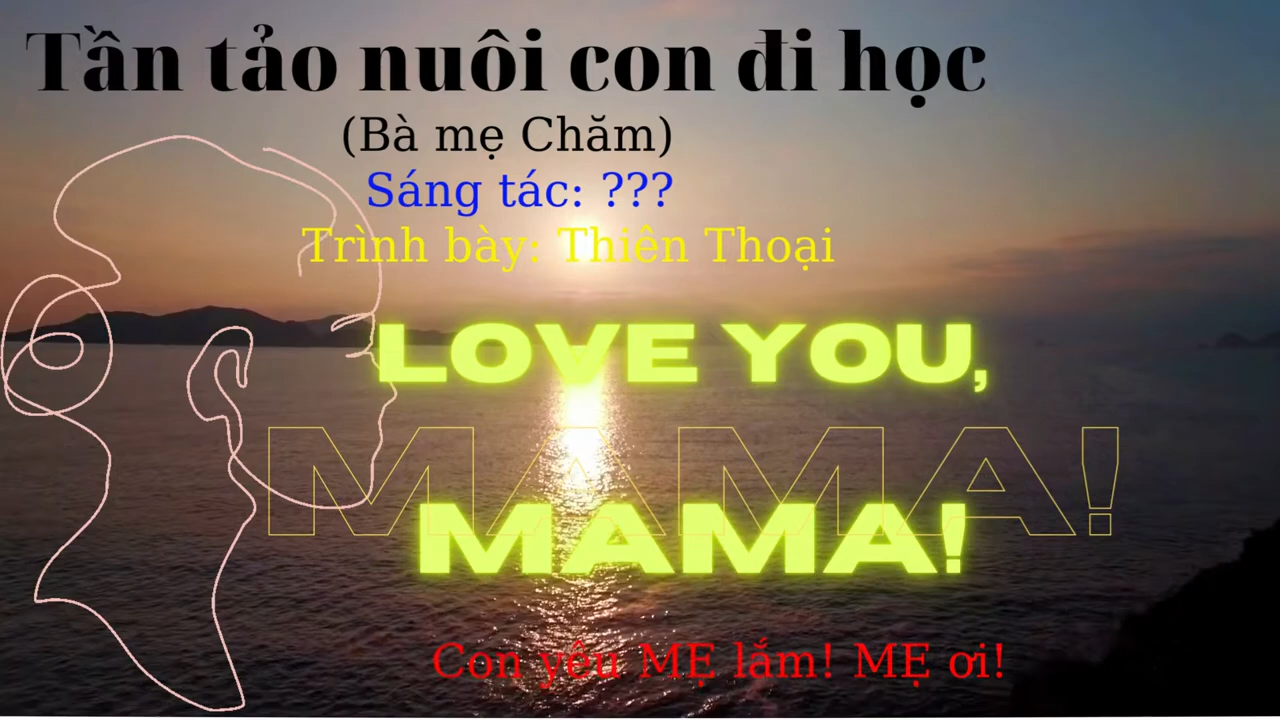 Tần tảo nuôi con đi học
(Bà mẹ Chăm)
Sáng tác: ???
Trình bày: Thiên Thoại
LOVE YOU,
MAMA!
MAMA!
Con yêu MẸ lắm! MẸ ơi!